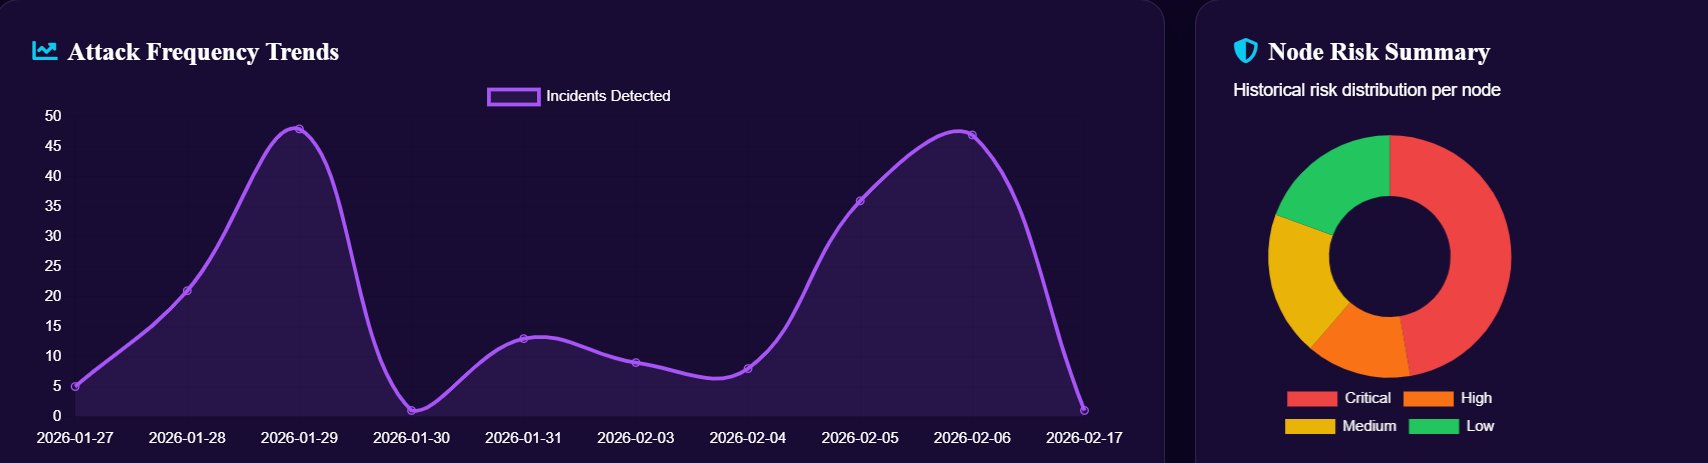 Attack Frequency Trends
Incidents Detected
50
45
40
35
30
25
20
15
10
5
0
2026-01-27 2026-01-28 2026-01-29 2026-01-30 2026-01-31 2026-02-03 2026-02-04 2026-02-05 2026-02-06 2026-02-17
Node Risk Summary
Historical risk distribution per node
Critical High
Medium Low